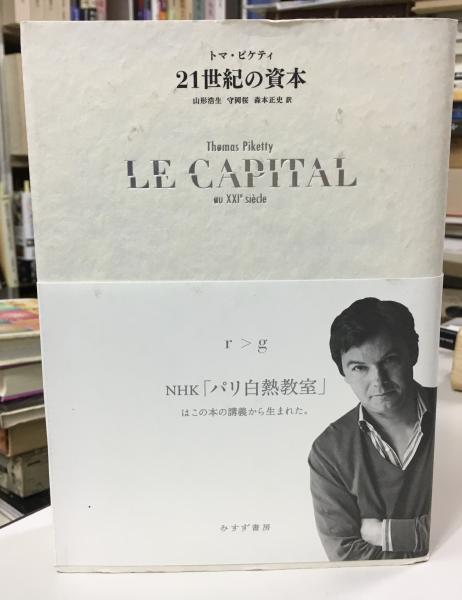 トマ・ピケティ
21世紀の資本
山形浩生 守岡桜 森本正史 訳
Thomas Piketty
LE CAPITAL
au XXIe siècle
r > g
NHK「パリ白熱教室」
はこの本の講義から生まれた。
みすず書房